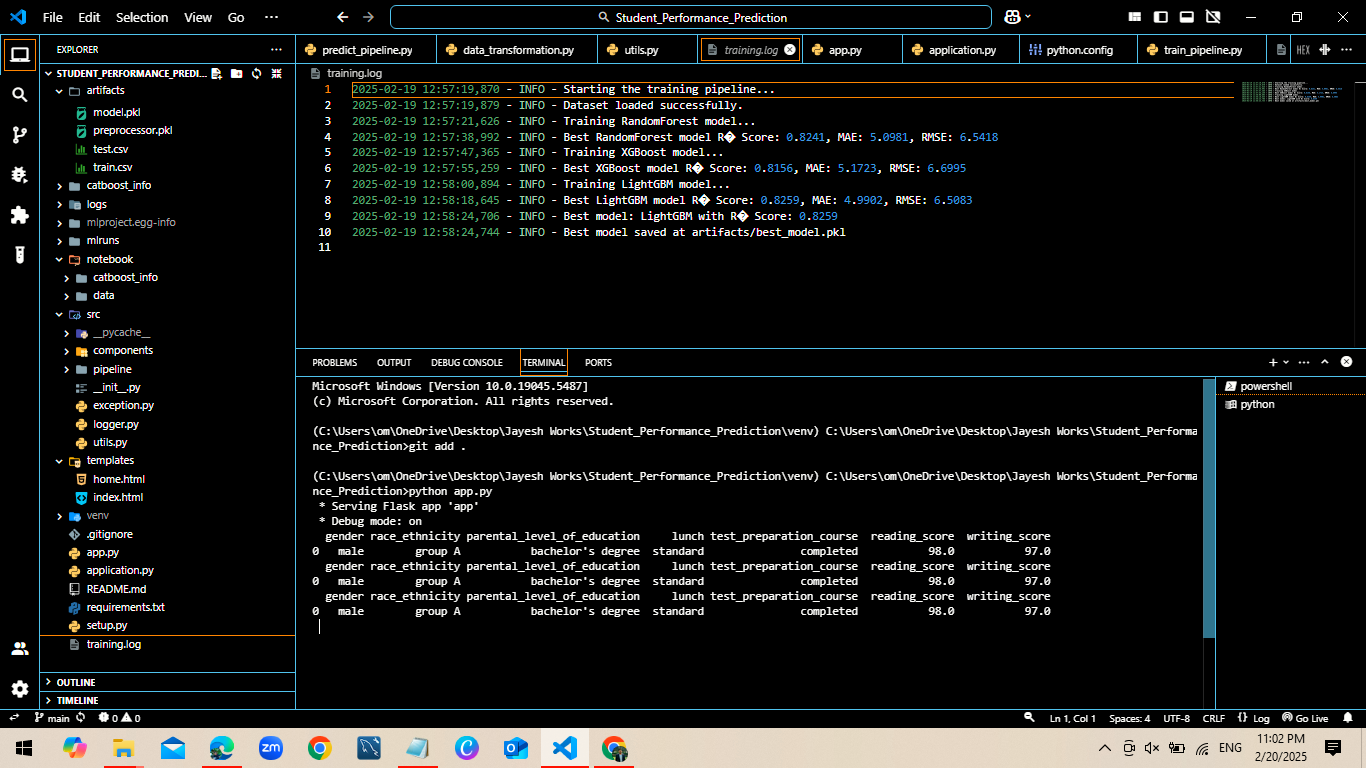 File Edit Selection View Go ··· Student_Performance_Prediction
EXPLORER ···
STUDENT_PERFORMANCE_PREDI...
artifacts
model.pkl
preprocessor.pkl
test.csv
train.csv
catboost_info
logs
mlproject.egg-info
mlruns
notebook
catboost_info
data
src
__pycache__
components
pipeline
__init__.py
exception.py
logger.py
utils.py
templates
home.html
index.html
venv
.gitignore
app.py
application.py
README.md
requirements.txt
setup.py
training.log
OUTLINE
TIMELINE
predict_pipeline.py data_transformation.py utils.py training.log app.py application.py python.config train_pipeline.py HEX ···
training.log
1 2025-02-19 12:57:19,870 - INFO - Starting the training pipeline...
2 2025-02-19 12:57:19,879 - INFO - Dataset loaded successfully.
3 2025-02-19 12:57:21,626 - INFO - Training RandomForest model...
4 2025-02-19 12:57:38,992 - INFO - Best RandomForest model R� Score: 0.8241, MAE: 5.0981, RMSE: 6.5418
5 2025-02-19 12:57:47,365 - INFO - Training XGBoost model...
6 2025-02-19 12:57:55,259 - INFO - Best XGBoost model R� Score: 0.8156, MAE: 5.1723, RMSE: 6.6995
7 2025-02-19 12:58:00,894 - INFO - Training LightGBM model...
8 2025-02-19 12:58:18,645 - INFO - Best LightGBM model R� Score: 0.8259, MAE: 4.9902, RMSE: 6.5083
9 2025-02-19 12:58:24,706 - INFO - Best model: LightGBM with R� Score: 0.8259
10 2025-02-19 12:58:24,744 - INFO - Best model saved at artifacts/best_model.pkl
11
PROBLEMS OUTPUT DEBUG CONSOLE TERMINAL PORTS
Microsoft Windows [Version 10.0.19045.5487]
(c) Microsoft Corporation. All rights reserved.
(C:\Users\om\OneDrive\Desktop\Jayesh Works\Student_Performance_Prediction\venv) C:\Users\om\OneDrive\Desktop\Jayesh Works\Student_Performa
nce_Prediction>git add .
(C:\Users\om\OneDrive\Desktop\Jayesh Works\Student_Performance_Prediction\venv) C:\Users\om\OneDrive\Desktop\Jayesh Works\Student_Performa
nce_Prediction>python app.py
* Serving Flask app 'app'
* Debug mode: on
gender race_ethnicity parental_level_of_education lunch test_preparation_course reading_score writing_score
0 male group A bachelor's degree standard completed 98.0 97.0
gender race_ethnicity parental_level_of_education lunch test_preparation_course reading_score writing_score
0 male group A bachelor's degree standard completed 98.0 97.0
gender race_ethnicity parental_level_of_education lunch test_preparation_course reading_score writing_score
0 male group A bachelor's degree standard completed 98.0 97.0
powershell
python
main 0 0 Ln 1, Col 1 Spaces: 4 UTF-8 CRLF {} Log Go Live
zm ENG 11:02 PM
2/20/2025